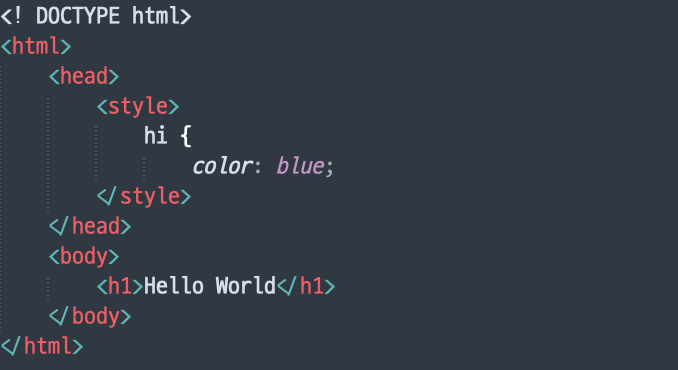 <! DOCTYPE html>
<html>
    <head>
        <style>
            hi {
                color: blue;
        </style>
    </head>
    <body>
        <h1>Hello World</h1>
    </body>
</html>